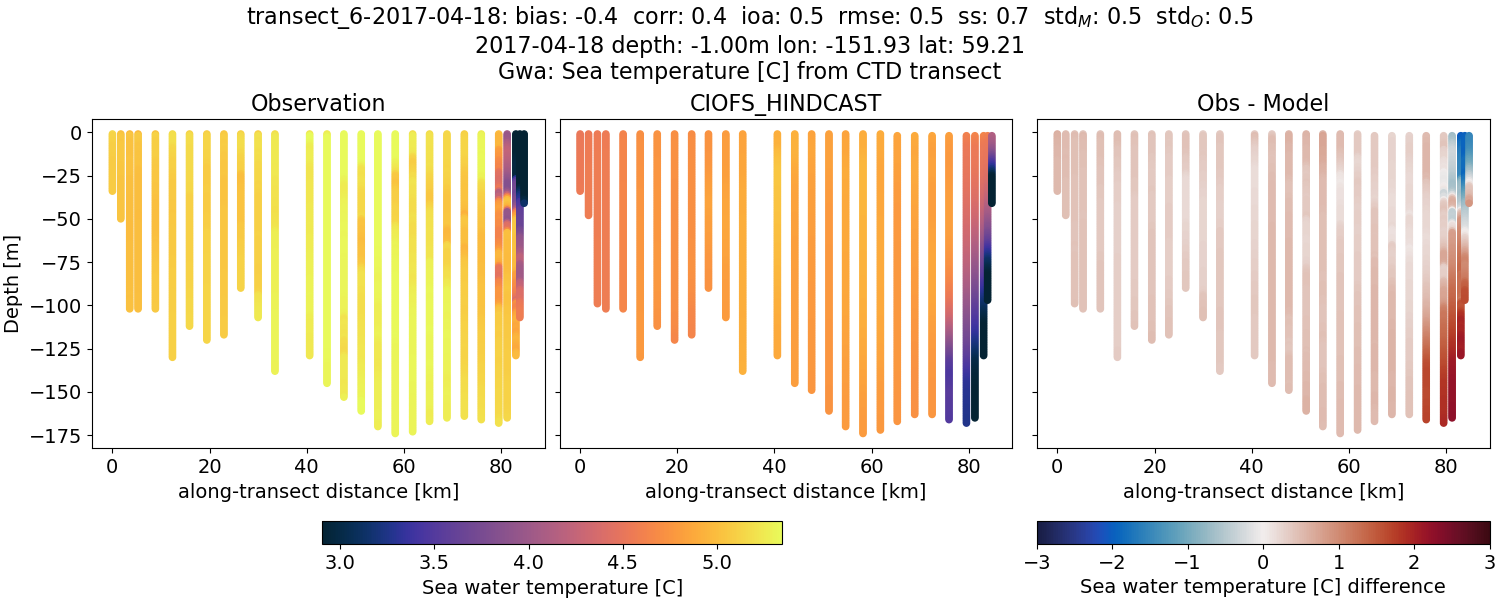 transect_6-2017-04-18: bias: -0.4  corr: 0.4  ioa: 0.5  rmse: 0.5  ss: 0.7  std_M: 0.5  std_O: 0.5
2017-04-18 depth: -1.00m lon: -151.93 lat: 59.21
Gwa: Sea temperature [C] from CTD transect
Observation
CIOFS_HINDCAST
Obs - Model
Depth [m]
0
−25
−50
−75
−100
−125
−150
−175
0 20 40 60 80
0 20 40 60 80
0 20 40 60 80
along-transect distance [km]
along-transect distance [km]
along-transect distance [km]
3.0 3.5 4.0 4.5 5.0
Sea water temperature [C]
−3 −2 −1 0 1 2 3
Sea water temperature [C] difference